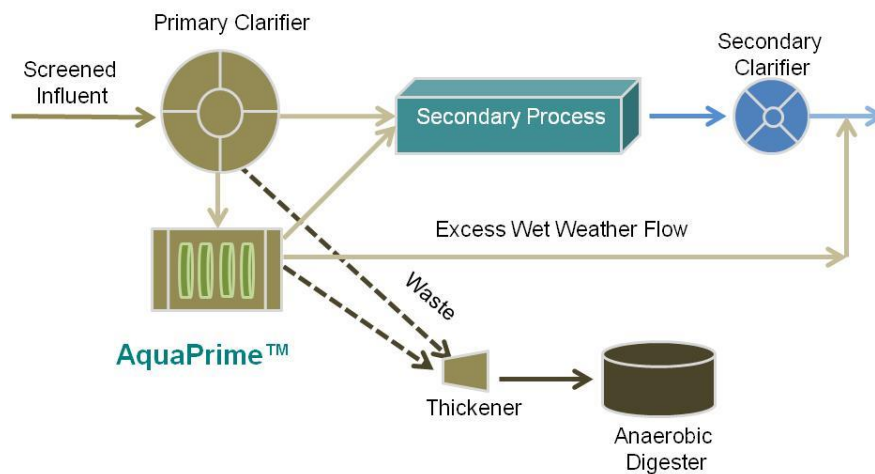 Primary Clarifier
Screened
Influent
Secondary
Clarifier
Secondary Process
Excess Wet Weather Flow
Waste
AquaPrime™
Thickener
Anaerobic
Digester